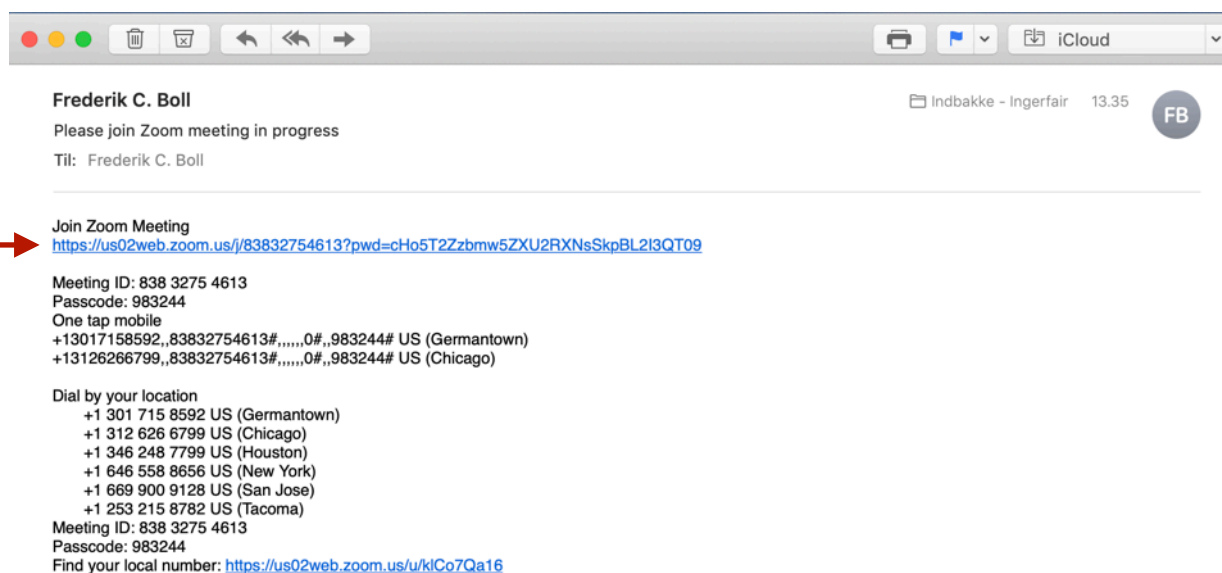 iCloud
Frederik C. Boll
Indbakke - Ingerfair 13.35
FB
Please join Zoom meeting in progress
Til: Frederik C. Boll
Join Zoom Meeting
https://us02web.zoom.us/j/83832754613?pwd=cHo5T2Zzbmw5ZXU2RXNsSkpBL2I3QT09
Meeting ID: 838 3275 4613
Passcode: 983244
One tap mobile
+13017158592,,83832754613#,,,,,,0#,,983244# US (Germantown)
+13126266799,,83832754613#,,,,,,0#,,983244# US (Chicago)
Dial by your location
+1 301 715 8592 US (Germantown)
+1 312 626 6799 US (Chicago)
+1 346 248 7799 US (Houston)
+1 646 558 8656 US (New York)
+1 669 900 9128 US (San Jose)
+1 253 215 8782 US (Tacoma)
Meeting ID: 838 3275 4613
Passcode: 983244
Find your local number: https://us02web.zoom.us/u/klCo7Qa16